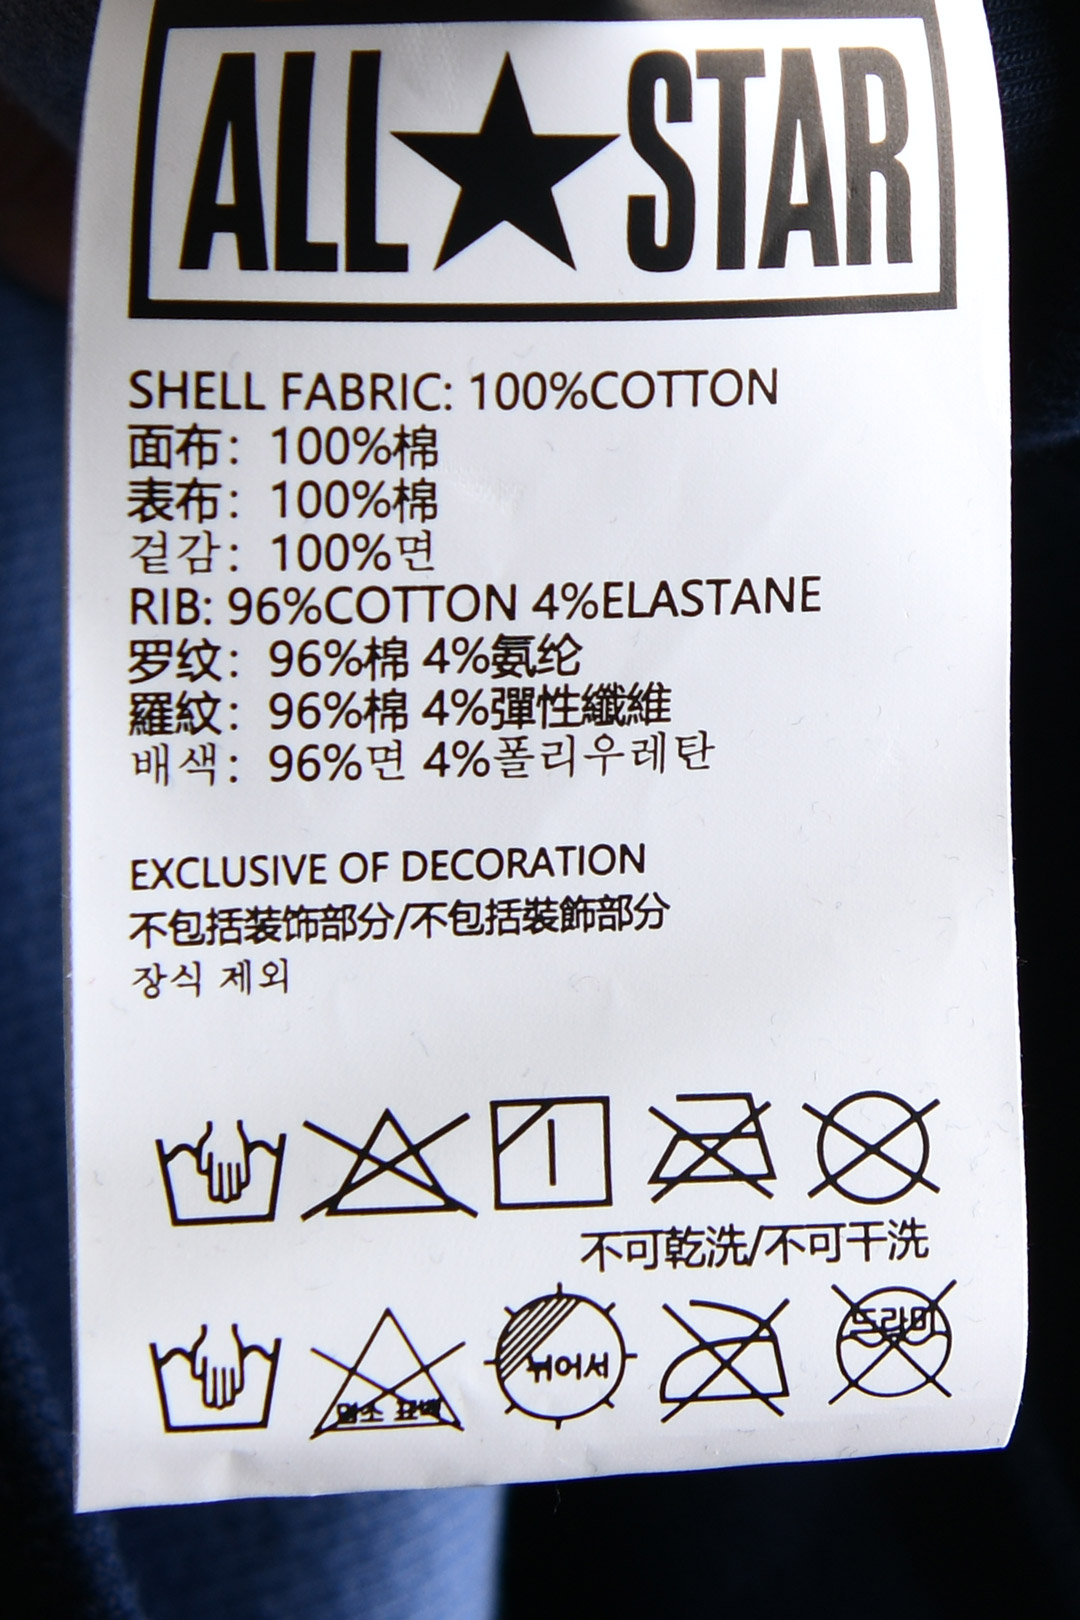 ALL★STAR
SHELL FABRIC: 100%COTTON
面布：100%棉
表布：100%棉
겉감：100%면
RIB: 96%COTTON 4%ELASTANE
罗纹：96%棉 4%氨纶
羅紋：96%棉 4%彈性纖維
배색：96%면 4%폴리우레탄
EXCLUSIVE OF DECORATION
不包括装饰部分/不包括裝飾部分
장식 제외
不可乾洗/不可干洗
뉘어서
드라이
염소 표백